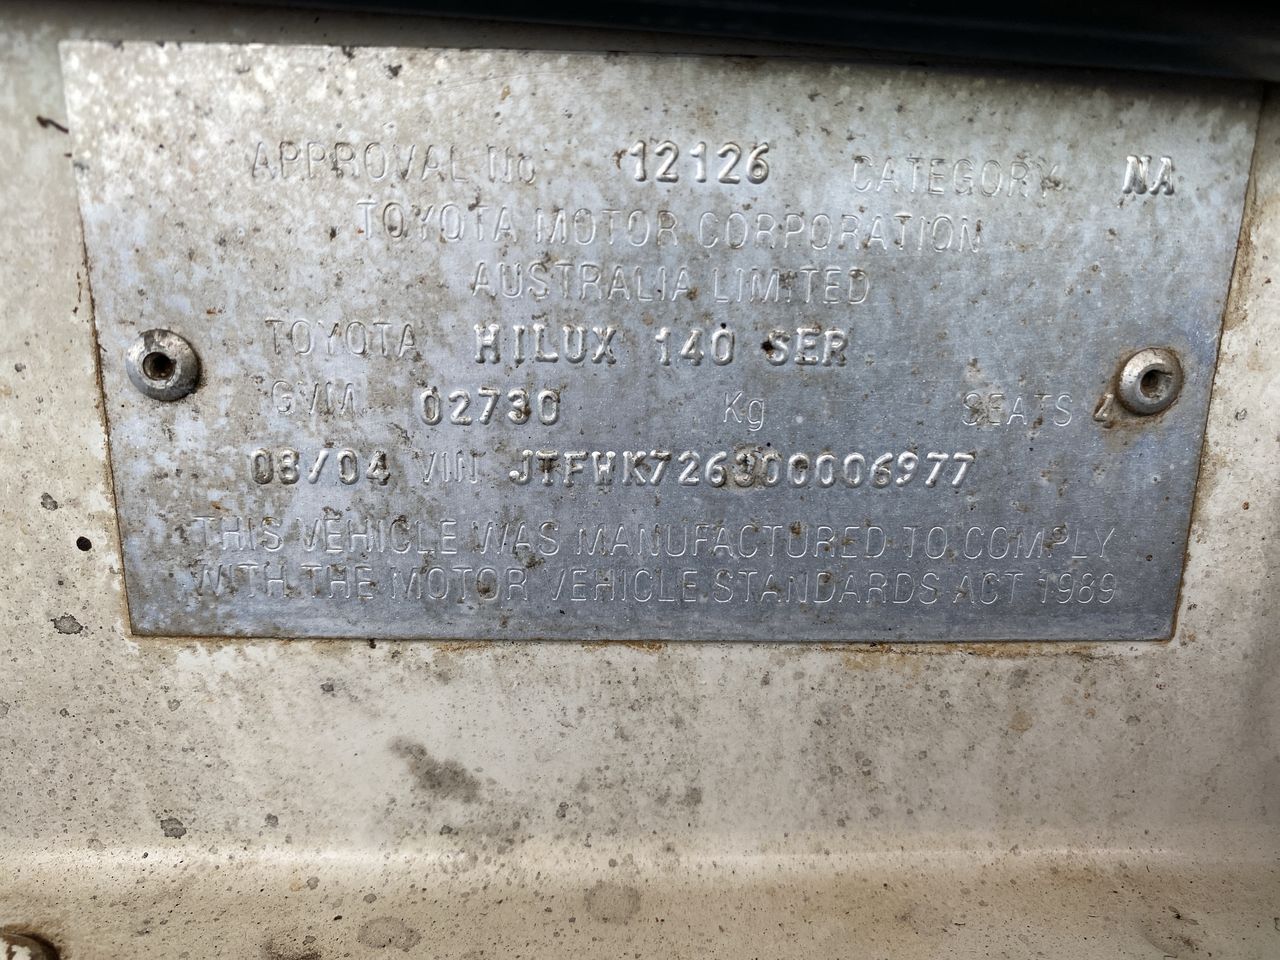 APPROVAL No 12126 CATEGORY NA
TOYOTA MOTOR CORPORATION
AUSTRALIA LIMITED
TOYOTA HILUX 140 SER
GVM 02730 Kg SEATS 4
08/04 VIN JTFHK726300006977
THIS VEHICLE WAS MANUFACTURED TO COMPLY
WITH THE MOTOR VEHICLE STANDARDS ACT 1989